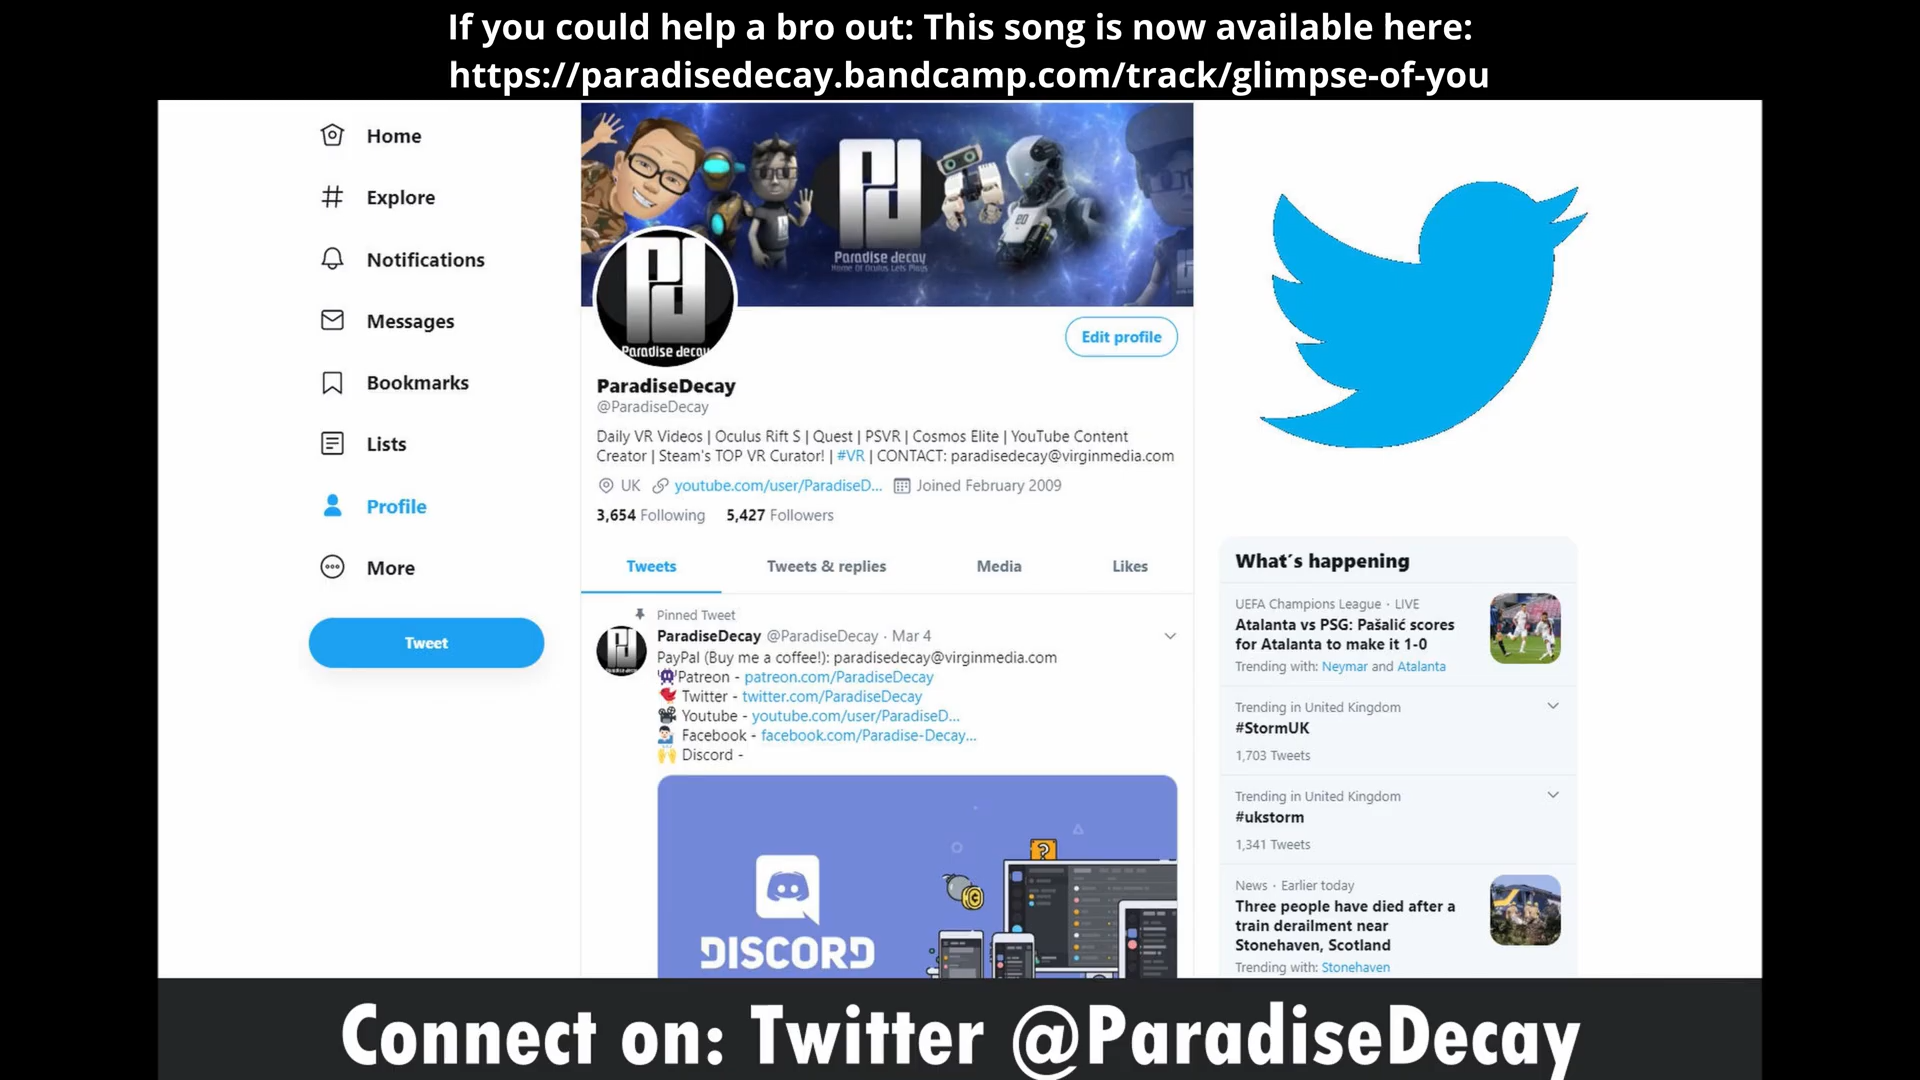 If you could help a bro out: This song is now available here:
https://paradisedecay.bandcamp.com/track/glimpse-of-you
Home
Explore
Notifications
Messages
Bookmarks
Lists
Profile
More
Tweet
Paradise decay
Home Of Oculus Lets Plays
Paradise decay
Edit profile
ParadiseDecay
@ParadiseDecay
Daily VR Videos | Oculus Rift S | Quest | PSVR | Cosmos Elite | YouTube Content
Creator | Steam's TOP VR Curator! | #VR | CONTACT: paradisedecay@virginmedia.com
UK youtube.com/user/ParadiseD... Joined February 2009
3,654 Following 5,427 Followers
Tweets Tweets & replies Media Likes
Pinned Tweet
ParadiseDecay @ParadiseDecay · Mar 4
PayPal (Buy me a coffee!): paradisedecay@virginmedia.com
Patreon - patreon.com/ParadiseDecay
Twitter - twitter.com/ParadiseDecay
Youtube - youtube.com/user/ParadiseD...
Facebook - facebook.com/Paradise-Decay...
Discord -
DISCORD
What's happening
UEFA Champions League · LIVE
Atalanta vs PSG: Pašalić scores
for Atalanta to make it 1-0
Trending with: Neymar and Atalanta
Trending in United Kingdom
#StormUK
1,703 Tweets
Trending in United Kingdom
#ukstorm
1,341 Tweets
News · Earlier today
Three people have died after a
train derailment near
Stonehaven, Scotland
Trending with: Stonehaven
Connect on: Twitter @ParadiseDecay